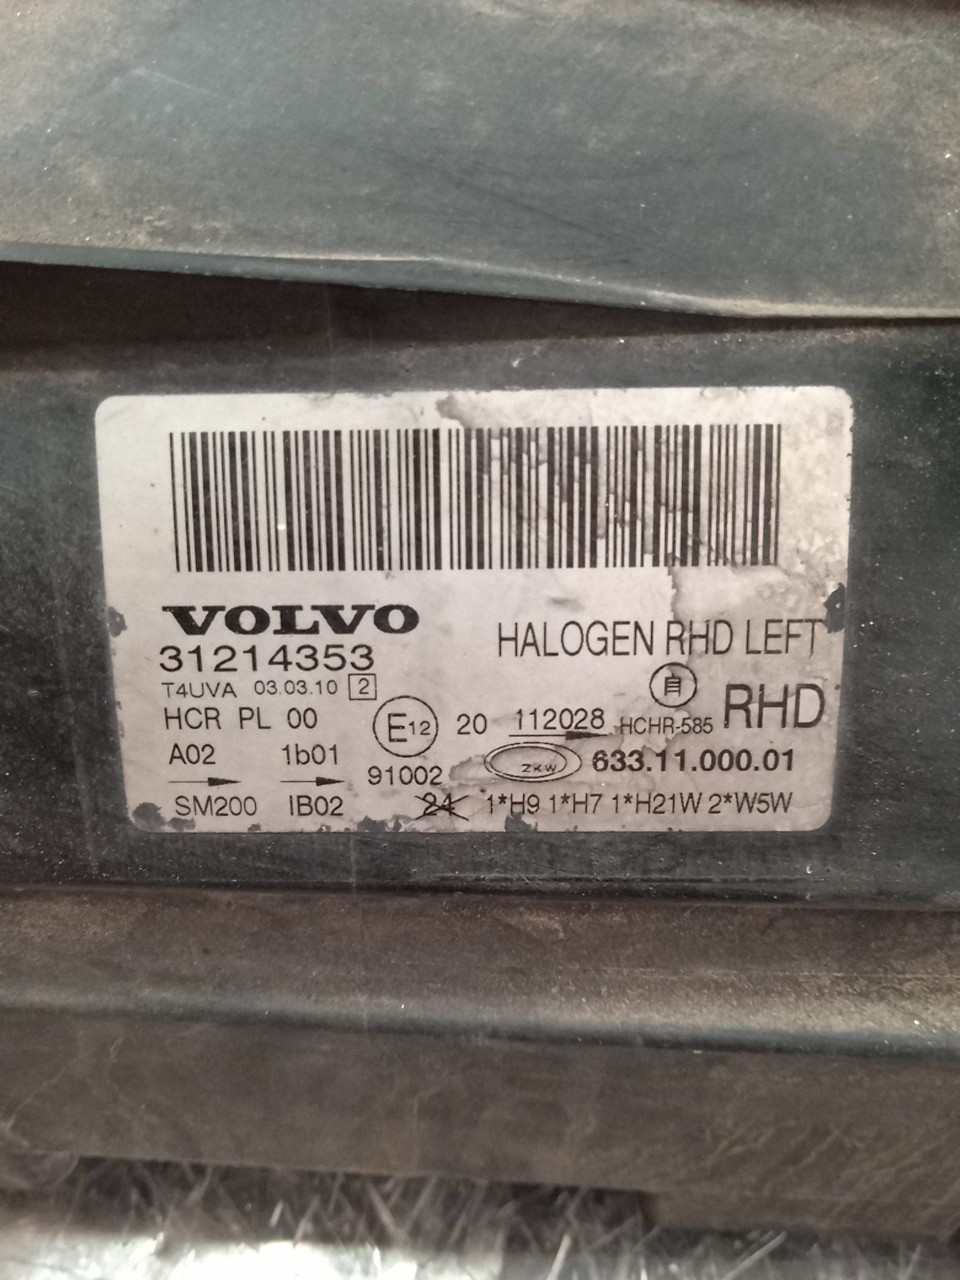 VOLVO
31214353
HALOGEN RHD LEFT
T4UVA 03.03.10 2
自
RHD
HCR PL 00
E12
20 112028 HCHR-585
A02 1b01
91002
ZKW
633.11.000.01
SM200 IB02
24 1*H9 1*H7 1*H21W 2*W5W